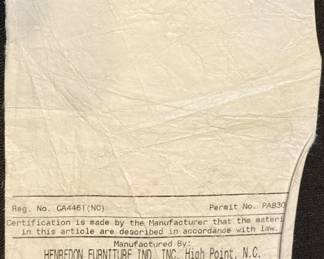 Reg. No. CA4461(NC) Permit No. PA830
Certification is made by the Manufacturer that the materi
in this article are described in accordance with law.
Manufactured By:
HENREDON FURNITURE IND. INC. High Point, N.C.